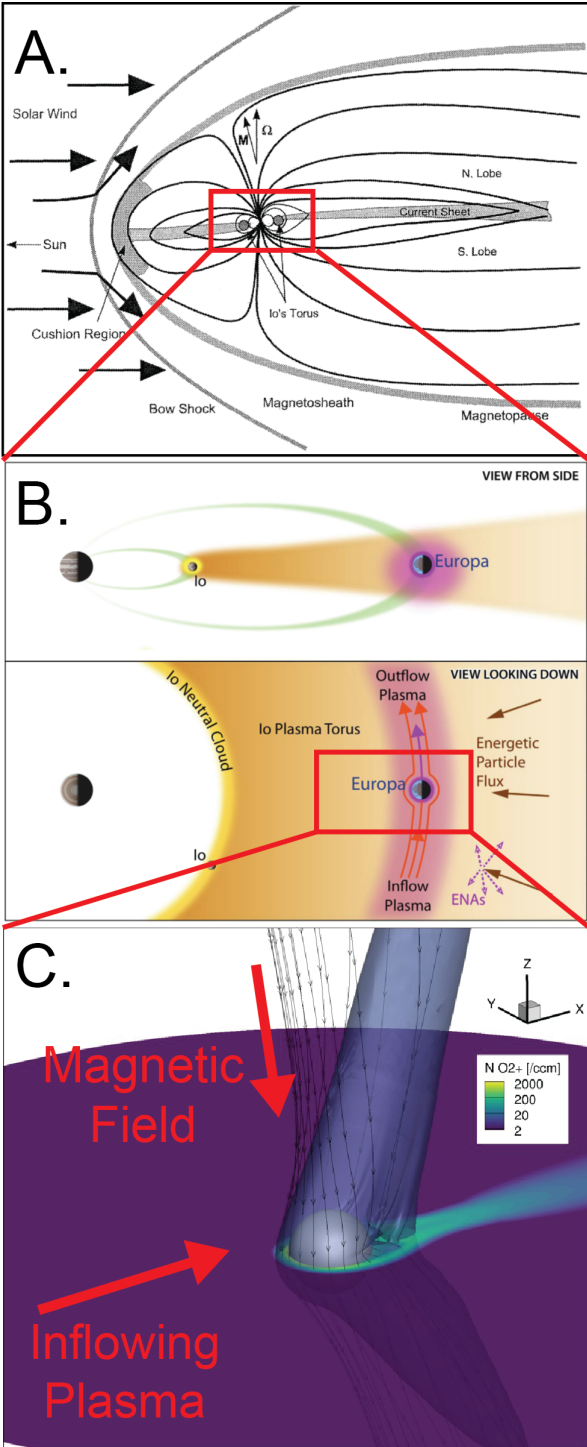 A.
Solar Wind
M
Ω
N. Lobe
Current Sheet
Sun
S. Lobe
Io's Torus
Cushion Region
Bow Shock
Magnetosheath
Magnetopause
B.
VIEW FROM SIDE
Io
Europa
VIEW LOOKING DOWN
Io Neutral Cloud
Outflow
Plasma
Io Plasma Torus
Energetic
Particle
Flux
Europa
Io
Inflow
Plasma
ENAs
C.
Z
Y
X
Magnetic
Field
N O2+ [/ccm]
2000
200
20
2
Inflowing
Plasma